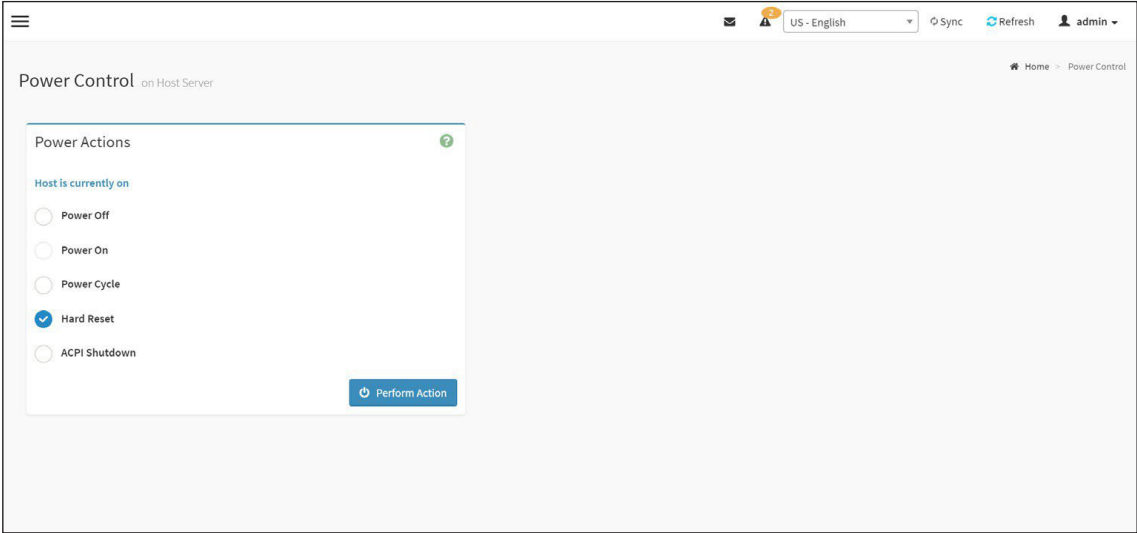 2
US - English Sync Refresh admin
Power Control on Host Server
Home > Power Control
Power Actions
?
Host is currently on
Power Off
Power On
Power Cycle
Hard Reset
ACPI Shutdown
Perform Action